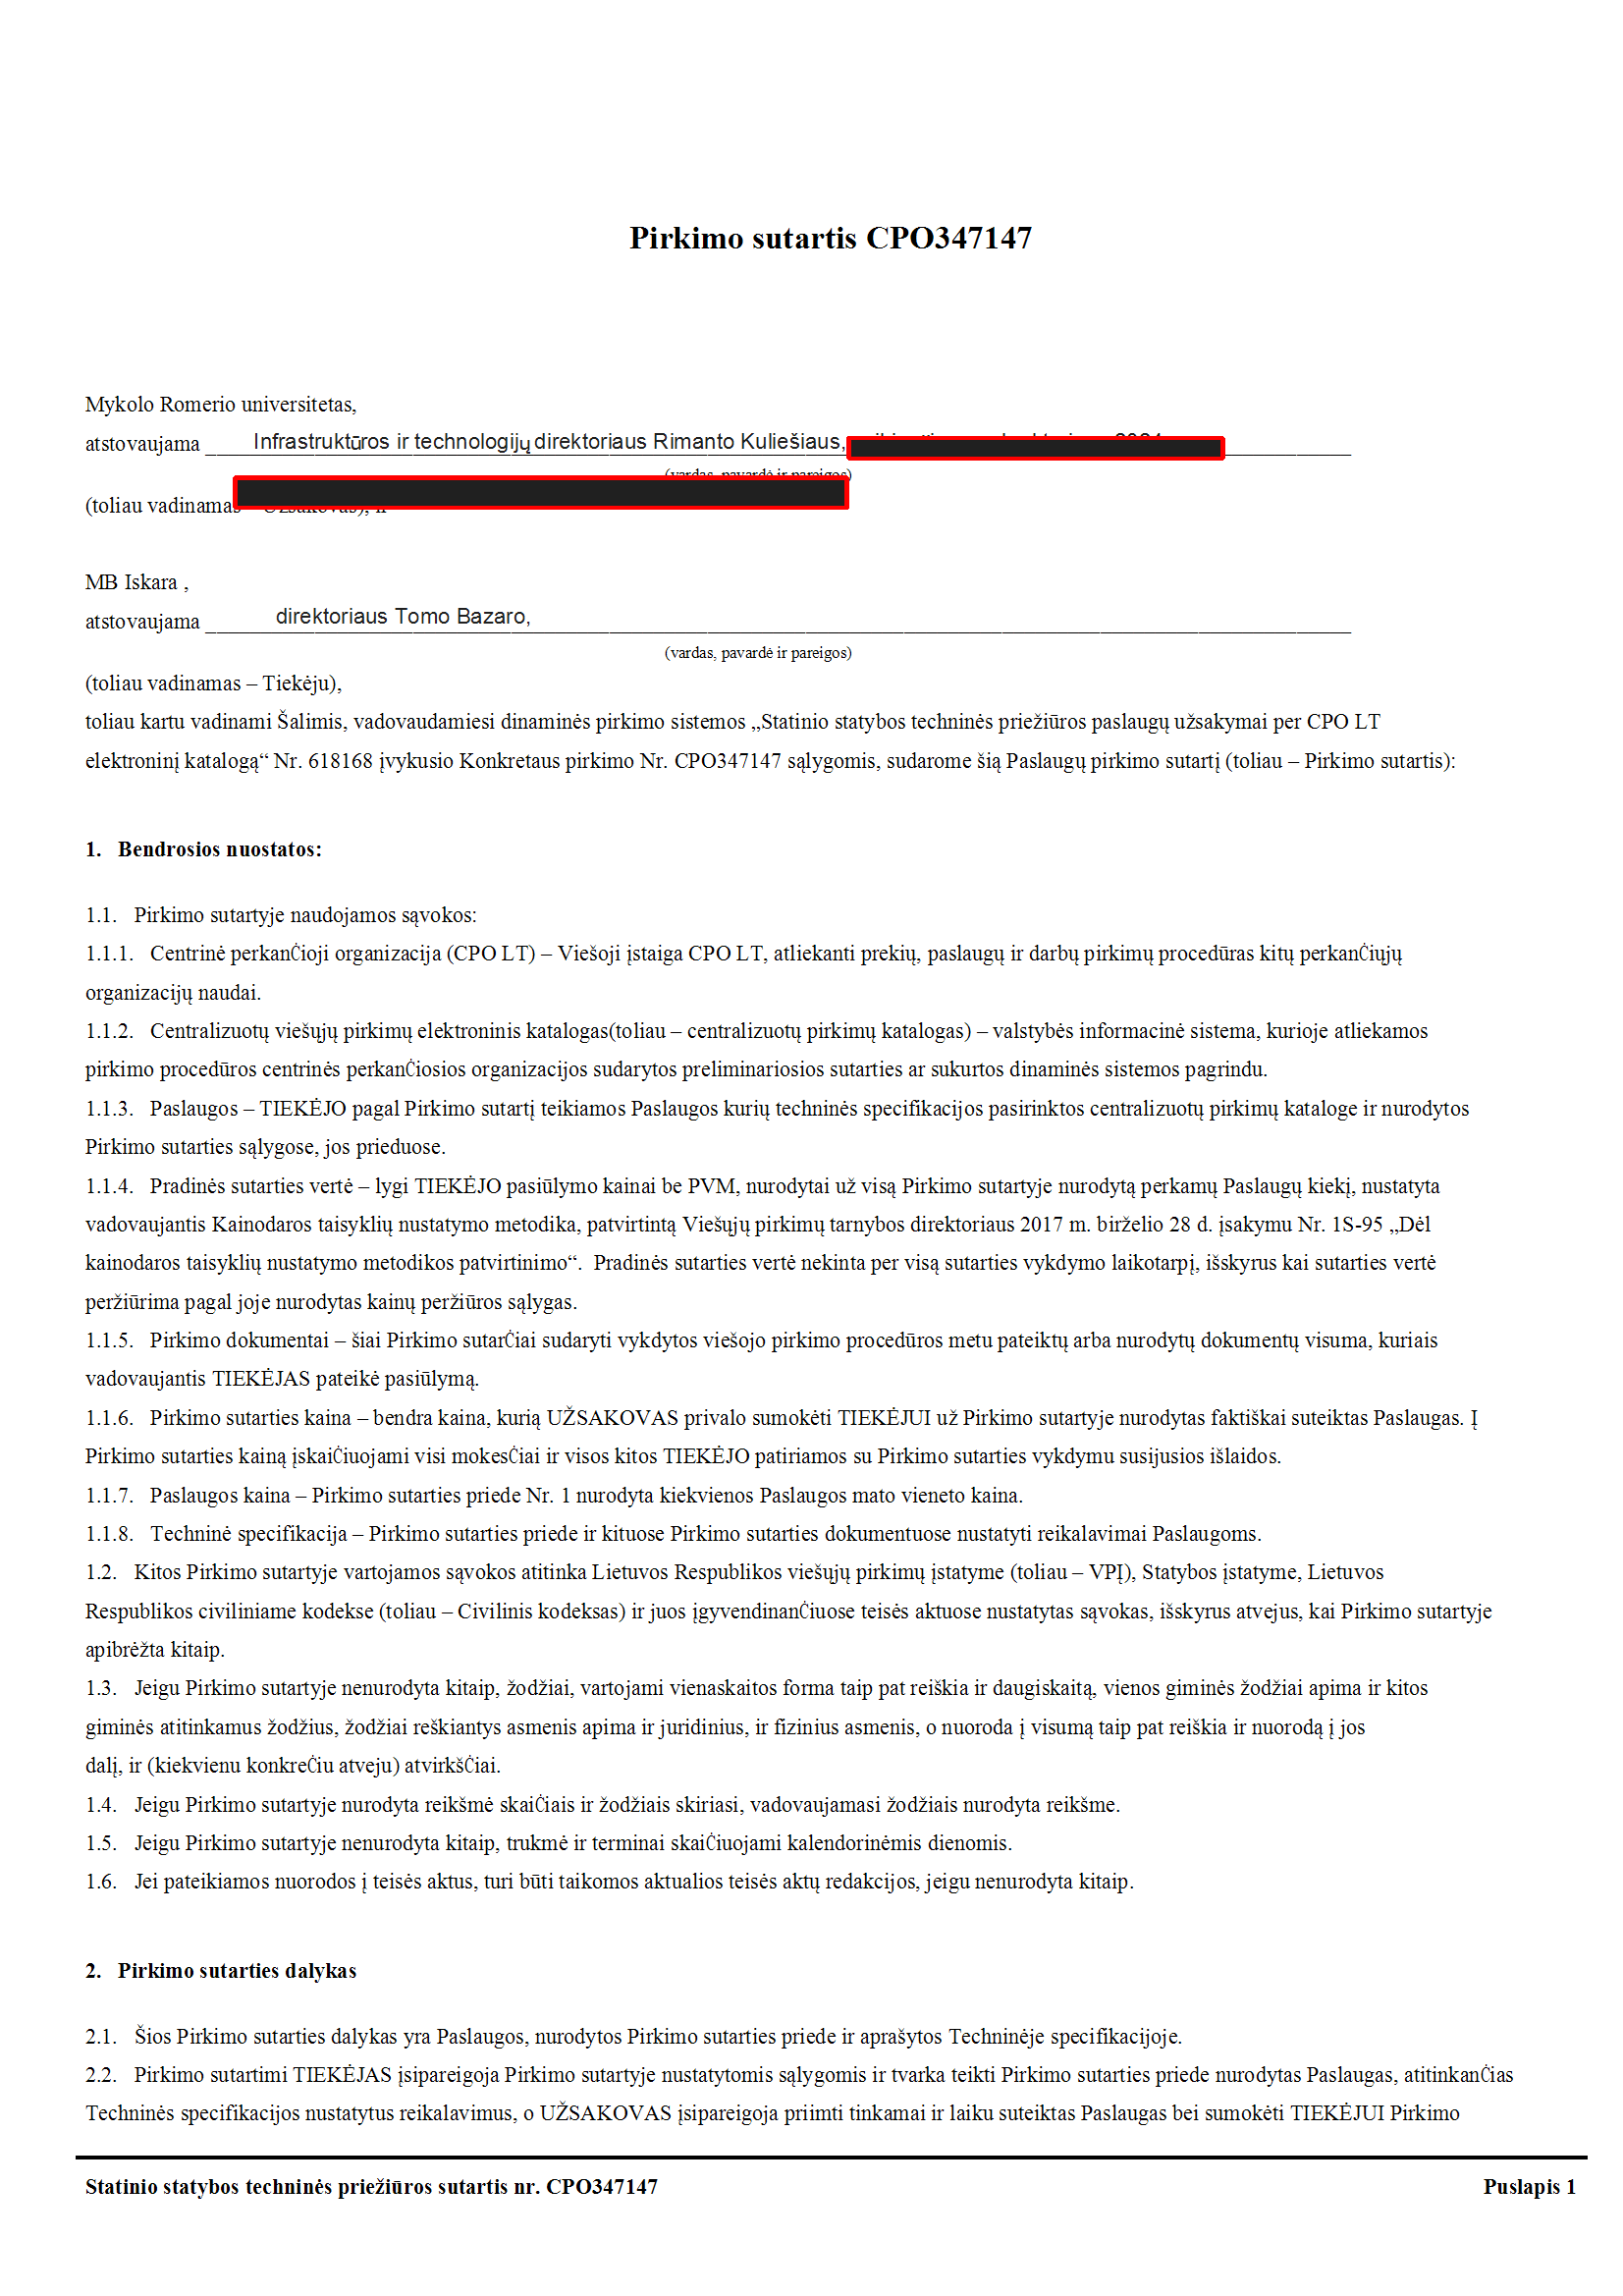 Pirkimo sutartis CPO347147
Mykolo Romerio universitetas,
atstovaujama Infrastruktūros ir technologijų direktoriaus Rimanto Kuliešiaus,
(vardas, pavardė ir pareigos)
(toliau vadinamas
MB Iskara ,
atstovaujama direktoriaus Tomo Bazaro,
(vardas, pavardė ir pareigos)
(toliau vadinamas – Tiekėju),
toliau kartu vadinami Šalimis, vadovaudamiesi dinaminės pirkimo sistemos „Statinio statybos techninės priežiūros paslaugų užsakymai per CPO LT
elektroninį katalogą“ Nr. 618168 įvykusio Konkretaus pirkimo Nr. CPO347147 sąlygomis, sudarome šią Paslaugų pirkimo sutartį (toliau – Pirkimo sutartis):
1. Bendrosios nuostatos:
1.1. Pirkimo sutartyje naudojamos sąvokos:
1.1.1. Centrinė perkanČioji organizacija (CPO LT) – Viešoji įstaiga CPO LT, atliekanti prekių, paslaugų ir darbų pirkimų procedūras kitų perkanČiųjų
organizacijų naudai.
1.1.2. Centralizuotų viešųjų pirkimų elektroninis katalogas(toliau – centralizuotų pirkimų katalogas) – valstybės informacinė sistema, kurioje atliekamos
pirkimo procedūros centrinės perkanČiosios organizacijos sudarytos preliminariosios sutarties ar sukurtos dinaminės sistemos pagrindu.
1.1.3. Paslaugos – TIEKĖJO pagal Pirkimo sutartį teikiamos Paslaugos kurių techninės specifikacijos pasirinktos centralizuotų pirkimų kataloge ir nurodytos
Pirkimo sutarties sąlygose, jos prieduose.
1.1.4. Pradinės sutarties vertė – lygi TIEKĖJO pasiūlymo kainai be PVM, nurodytai už visą Pirkimo sutartyje nurodytą perkamų Paslaugų kiekį, nustatyta
vadovaujantis Kainodaros taisyklių nustatymo metodika, patvirtintą Viešųjų pirkimų tarnybos direktoriaus 2017 m. birželio 28 d. įsakymu Nr. 1S-95 „Dėl
kainodaros taisyklių nustatymo metodikos patvirtinimo“. Pradinės sutarties vertė nekinta per visą sutarties vykdymo laikotarpį, išskyrus kai sutarties vertė
peržiūrima pagal joje nurodytas kainų peržiūros sąlygas.
1.1.5. Pirkimo dokumentai – šiai Pirkimo sutarČiai sudaryti vykdytos viešojo pirkimo procedūros metu pateiktų arba nurodytų dokumentų visuma, kuriais
vadovaujantis TIEKĖJAS pateikė pasiūlymą.
1.1.6. Pirkimo sutarties kaina – bendra kaina, kurią UŽSAKOVAS privalo sumokėti TIEKĖJUI už Pirkimo sutartyje nurodytas faktiškai suteiktas Paslaugas. Į
Pirkimo sutarties kainą įskaiČiuojami visi mokesČiai ir visos kitos TIEKĖJO patiriamos su Pirkimo sutarties vykdymu susijusios išlaidos.
1.1.7. Paslaugos kaina – Pirkimo sutarties priede Nr. 1 nurodyta kiekvienos Paslaugos mato vieneto kaina.
1.1.8. Techninė specifikacija – Pirkimo sutarties priede ir kituose Pirkimo sutarties dokumentuose nustatyti reikalavimai Paslaugoms.
1.2. Kitos Pirkimo sutartyje vartojamos sąvokos atitinka Lietuvos Respublikos viešųjų pirkimų įstatyme (toliau – VPĮ), Statybos įstatyme, Lietuvos
Respublikos civiliniame kodekse (toliau – Civilinis kodeksas) ir juos įgyvendinanČiuose teisės aktuose nustatytas sąvokas, išskyrus atvejus, kai Pirkimo sutartyje
apibrėžta kitaip.
1.3. Jeigu Pirkimo sutartyje nenurodyta kitaip, žodžiai, vartojami vienaskaitos forma taip pat reiškia ir daugiskaitą, vienos giminės žodžiai apima ir kitos
giminės atitinkamus žodžius, žodžiai reškiantys asmenis apima ir juridinius, ir fizinius asmenis, o nuoroda į visumą taip pat reiškia ir nuorodą į jos
dalį, ir (kiekvienu konkreČiu atveju) atvirkšČiai.
1.4. Jeigu Pirkimo sutartyje nurodyta reikšmė skaiČiais ir žodžiais skiriasi, vadovaujamasi žodžiais nurodyta reikšme.
1.5. Jeigu Pirkimo sutartyje nenurodyta kitaip, trukmė ir terminai skaiČiuojami kalendorinėmis dienomis.
1.6. Jei pateikiamos nuorodos į teisės aktus, turi būti taikomos aktualios teisės aktų redakcijos, jeigu nenurodyta kitaip.
2. Pirkimo sutarties dalykas
2.1. Šios Pirkimo sutarties dalykas yra Paslaugos, nurodytos Pirkimo sutarties priede ir aprašytos Techninėje specifikacijoje.
2.2. Pirkimo sutartimi TIEKĖJAS įsipareigoja Pirkimo sutartyje nustatytomis sąlygomis ir tvarka teikti Pirkimo sutarties priede nurodytas Paslaugas, atitinkanČias
Techninės specifikacijos nustatytus reikalavimus, o UŽSAKOVAS įsipareigoja priimti tinkamai ir laiku suteiktas Paslaugas bei sumokėti TIEKĖJUI Pirkimo
Statinio statybos techninės priežiūros sutartis nr. CPO347147 Puslapis 1